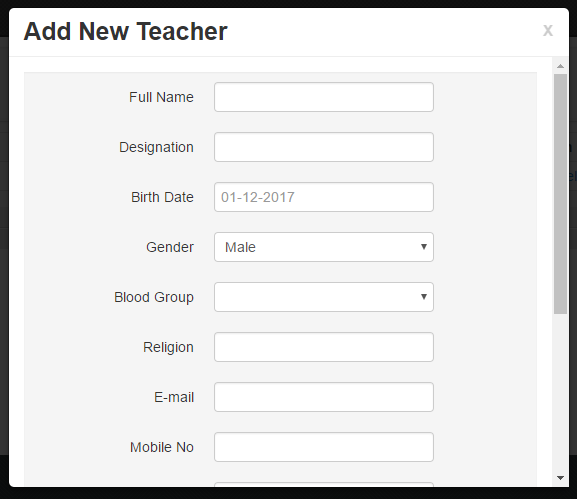 Add New Teacher x
Full Name
Designation
Birth Date 01-12-2017
Gender Male
Blood Group
Religion
E-mail
Mobile No